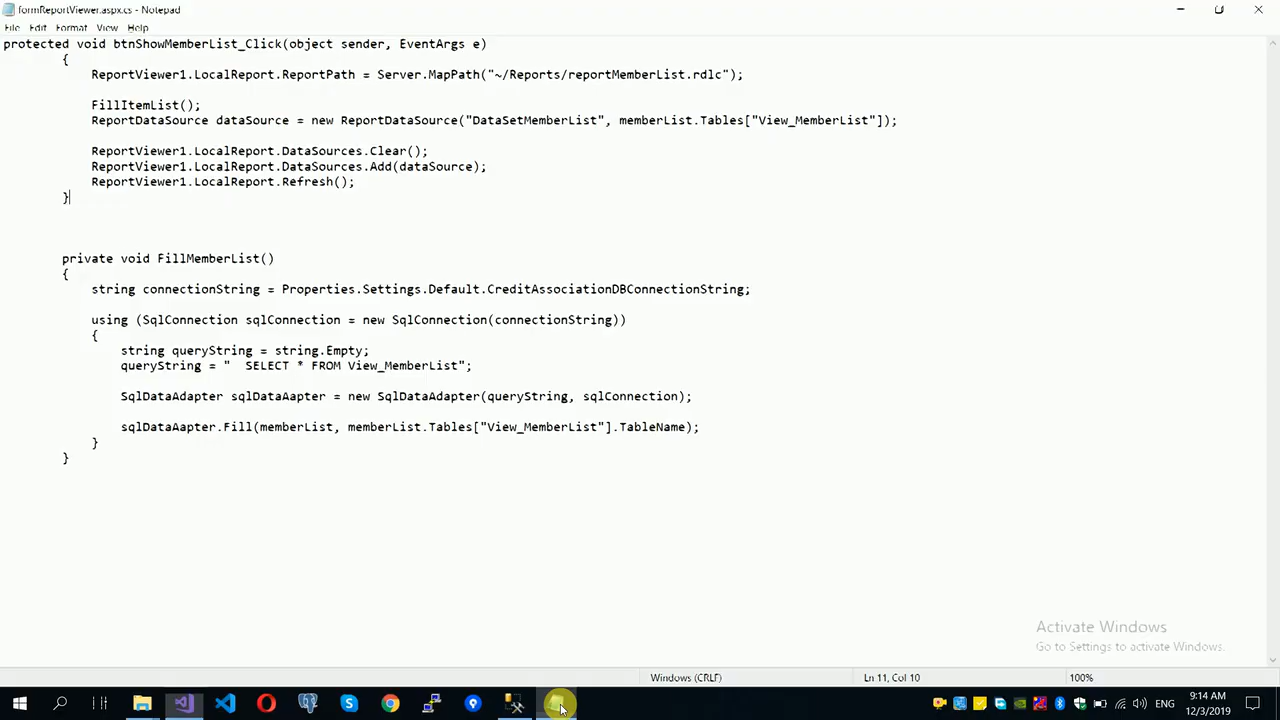 formReportViewer.aspx.cs - Notepad
File Edit Format View Help
protected void btnShowMemberList_Click(object sender, EventArgs e)
{
ReportViewer1.LocalReport.ReportPath = Server.MapPath("~/Reports/reportMemberList.rdlc");
FillItemList();
ReportDataSource dataSource = new ReportDataSource("DataSetMemberList", memberList.Tables["View_MemberList"]);
ReportViewer1.LocalReport.DataSources.Clear();
ReportViewer1.LocalReport.DataSources.Add(dataSource);
ReportViewer1.LocalReport.Refresh();
}
private void FillMemberList()
{
string connectionString = Properties.Settings.Default.CreditAssociationDBConnectionString;
using (SqlConnection sqlConnection = new SqlConnection(connectionString))
{
string queryString = string.Empty;
queryString = "  SELECT * FROM View_MemberList";
SqlDataAdapter sqlDataAapter = new SqlDataAdapter(queryString, sqlConnection);
sqlDataAapter.Fill(memberList, memberList.Tables["View_MemberList"].TableName);
}
}
Activate Windows
Go to Settings to activate Windows.
Windows (CRLF) Ln 11, Col 10 100%
ENG
9:14 AM
12/3/2019